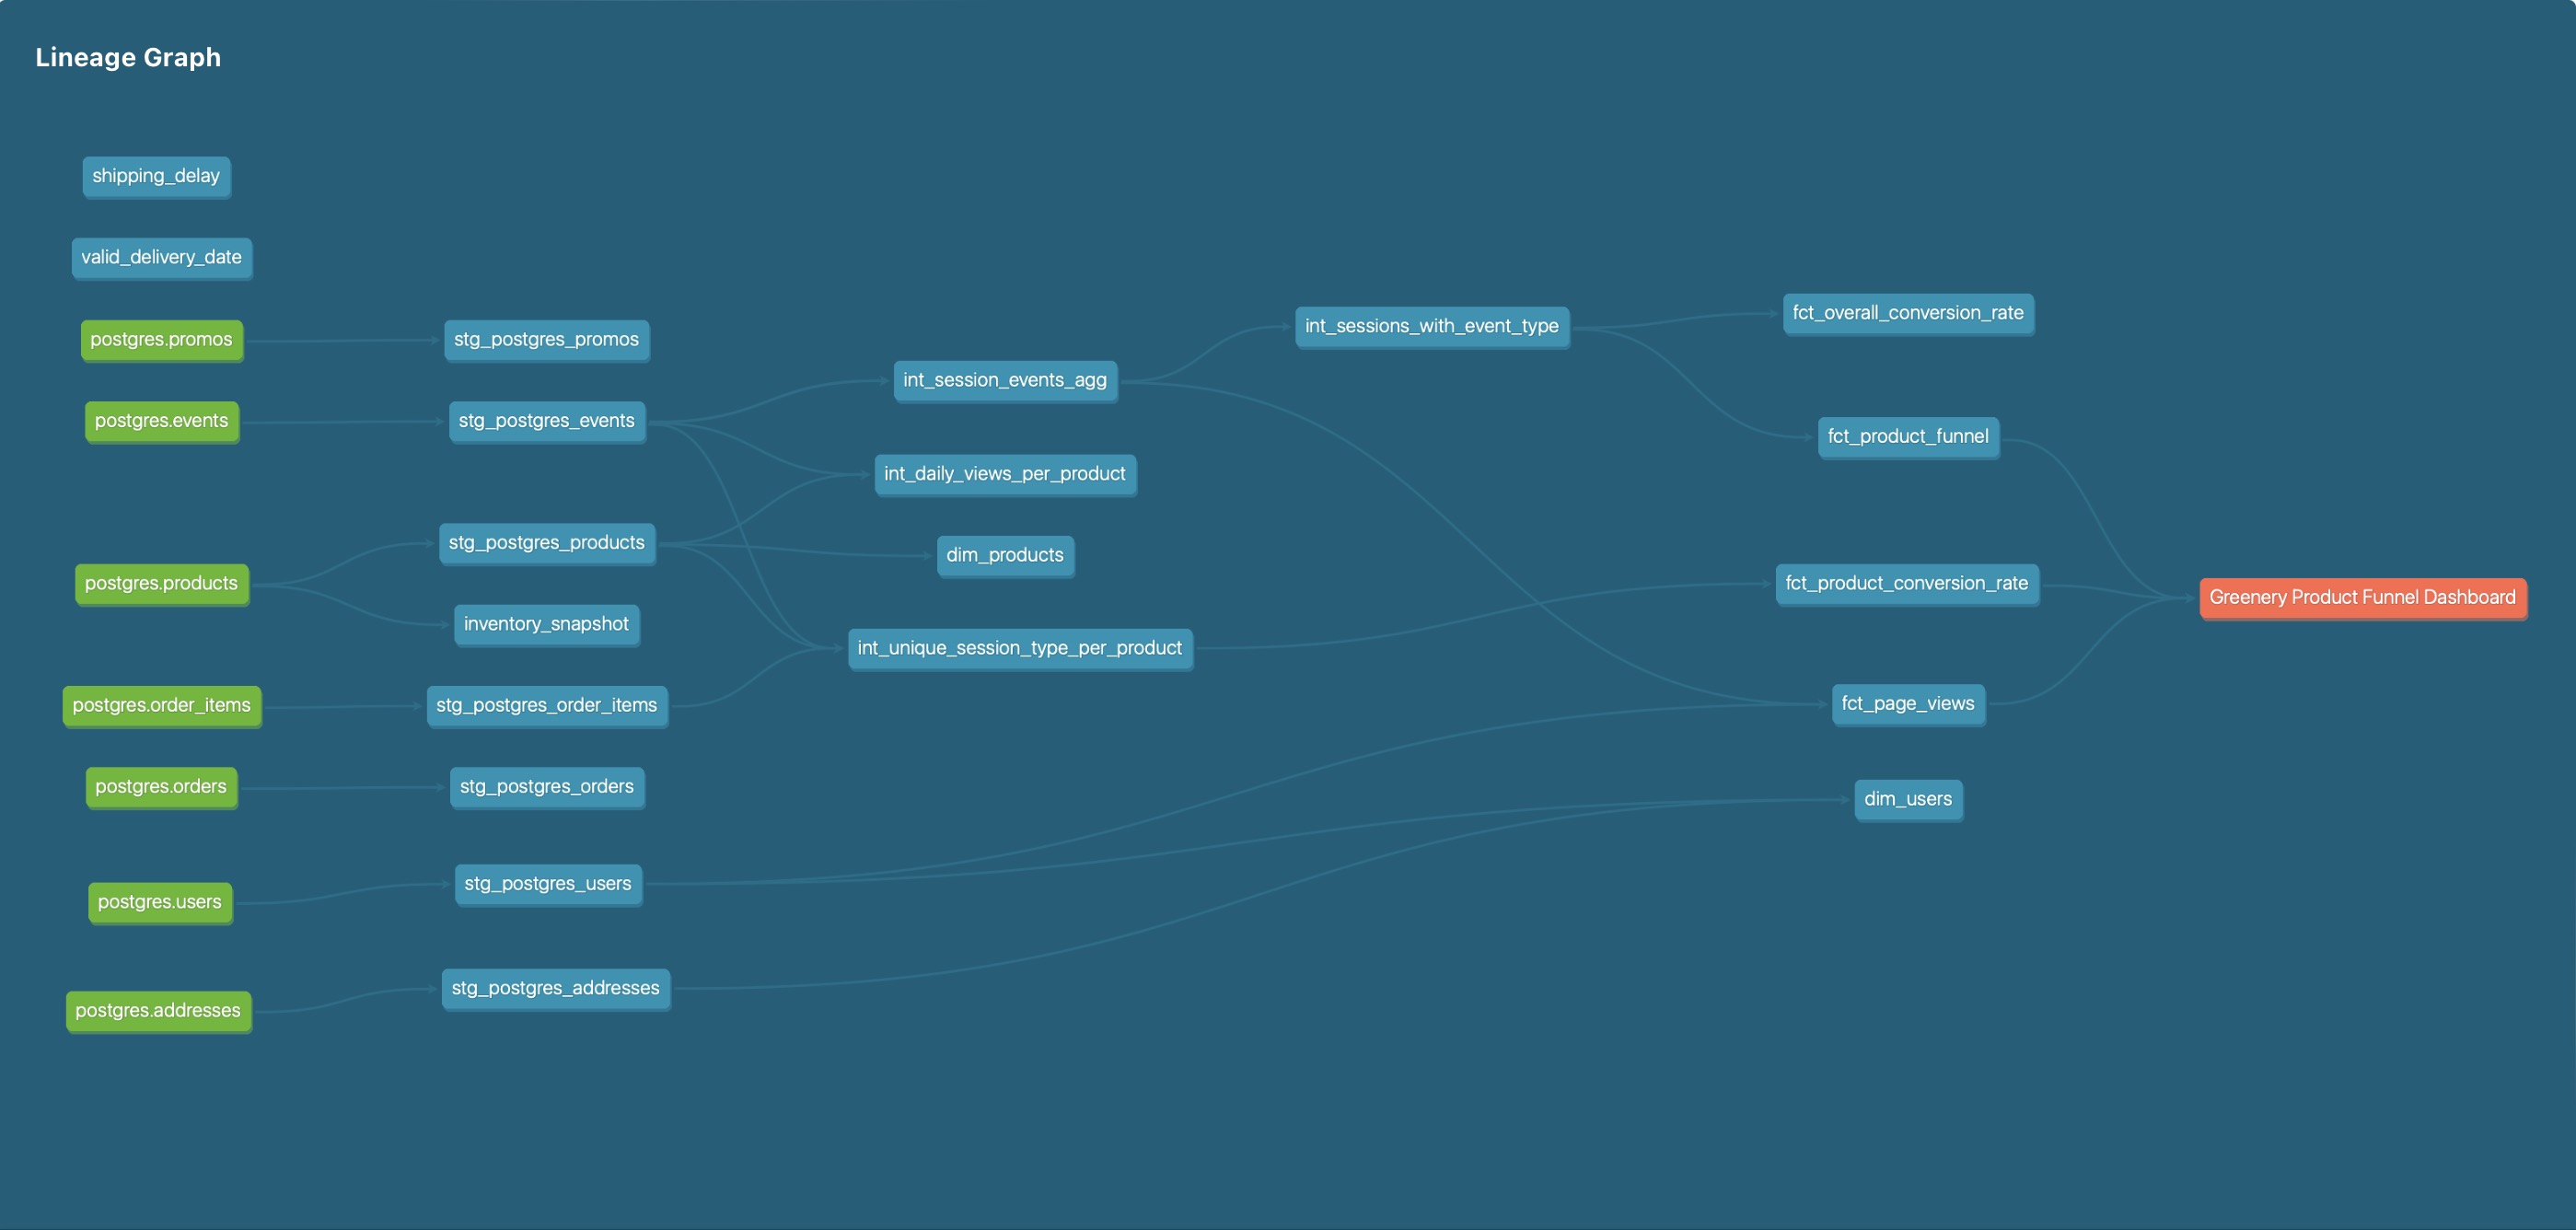 Lineage Graph
shipping_delay
valid_delivery_date
postgres.promos
postgres.events
postgres.products
postgres.order_items
postgres.orders
postgres.users
postgres.addresses
stg_postgres_promos
stg_postgres_events
stg_postgres_products
inventory_snapshot
stg_postgres_order_items
stg_postgres_orders
stg_postgres_users
stg_postgres_addresses
int_session_events_agg
int_daily_views_per_product
dim_products
int_unique_session_type_per_product
int_sessions_with_event_type
fct_overall_conversion_rate
fct_product_funnel
fct_product_conversion_rate
fct_page_views
dim_users
Greenery Product Funnel Dashboard